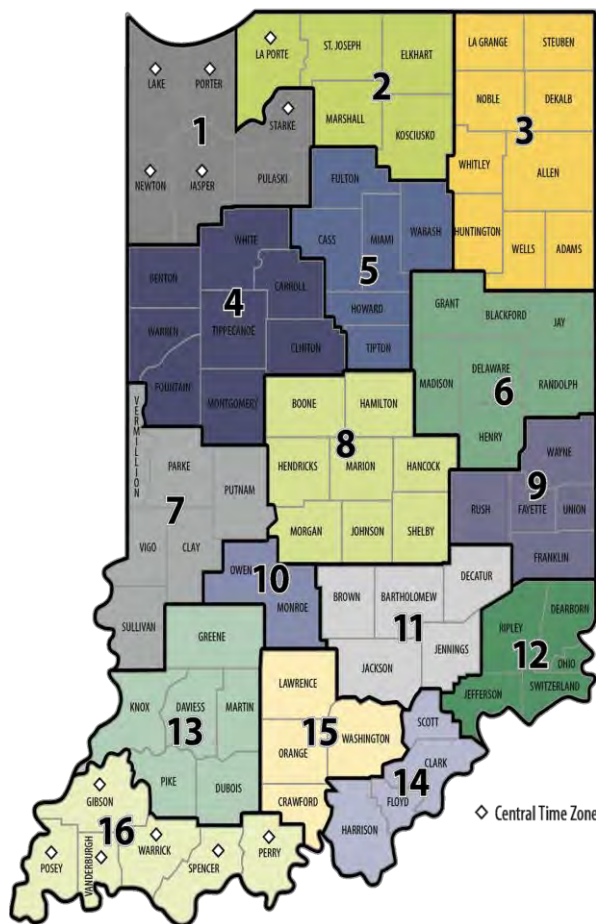 LA PORTE
ST. JOSEPH
ELKHART
LA GRANGE
STEUBEN
LAKE
PORTER
2
NOBLE
DEKALB
1
STARKE
MARSHALL
KOSCIUSKO
3
WHITLEY
ALLEN
NEWTON
JASPER
PULASKI
FULTON
HUNTINGTON
WELLS
ADAMS
WHITE
CASS
MIAMI
WABASH
5
BENTON
CARROLL
4
HOWARD
GRANT
BLACKFORD
JAY
WARREN
TIPPECANOE
CLINTON
TIPTON
DELAWARE
MADISON
6
RANDOLPH
FOUNTAIN
MONTGOMERY
BOONE
HAMILTON
VERMILLION
HENRY
8
PARKE
HENDRICKS
MARION
HANCOCK
WAYNE
PUTNAM
9
7
RUSH
FAYETTE
UNION
MORGAN
JOHNSON
SHELBY
VIGO
CLAY
FRANKLIN
OWEN
10
DECATUR
BROWN
BARTHOLOMEW
MONROE
DEARBORN
SULLIVAN
11
RIPLEY
GREENE
JENNINGS
12
OHIO
JACKSON
LAWRENCE
JEFFERSON
SWITZERLAND
KNOX
DAVIESS
MARTIN
SCOTT
13
15
WASHINGTON
ORANGE
CLARK
PIKE
DUBOIS
14
GIBSON
FLOYD
CRAWFORD
HARRISON
Central Time Zone
16
WARRICK
PERRY
POSEY
VANDERBURGH
SPENCER